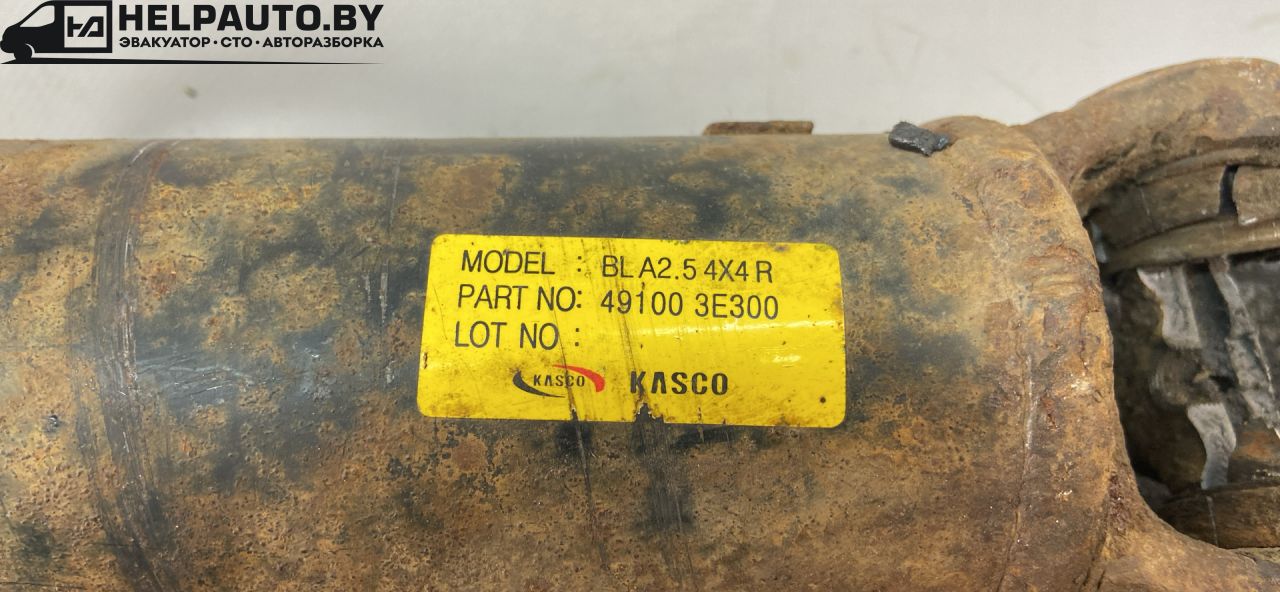 HELPAUTO.BY
ЭВАКУАТОР • СТО • АВТОРАЗБОРКА
MODEL : BL A2.5 4X4 R
PART NO: 49100 3E300
LOT NO :
KASCO KASCO